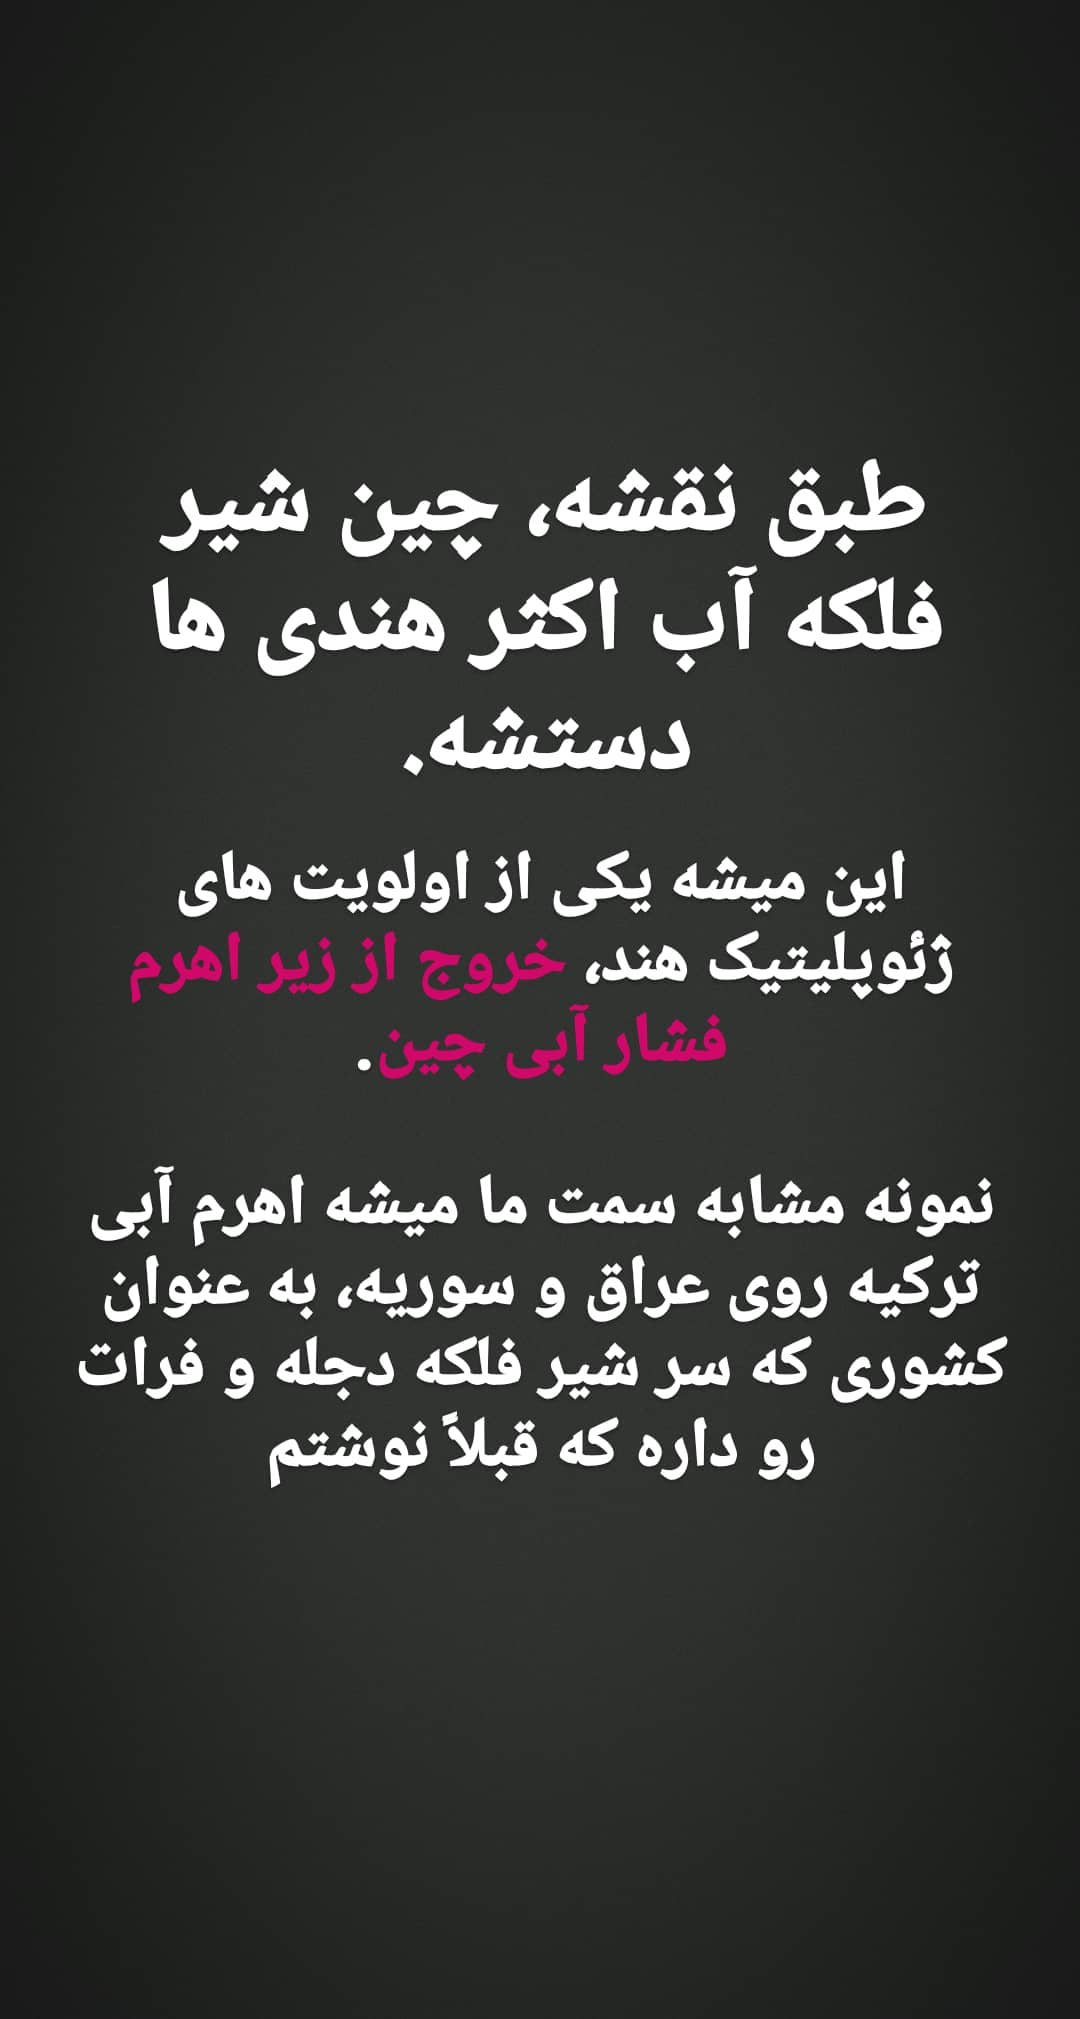 طبق نقشه، چین شیر
فلکه آب اکثر هندی ها
دستشه.
این میشه یکی از اولویت های
ژئوپلیتیک هند، خروج از زیر اهرم
فشار آبی چین.
نمونه مشابه سمت ما میشه اهرم آبی
ترکیه روی عراق و سوریه، به عنوان
کشوری که سر شیر فلکه دجله و فرات
رو داره که قبلاً نوشتم